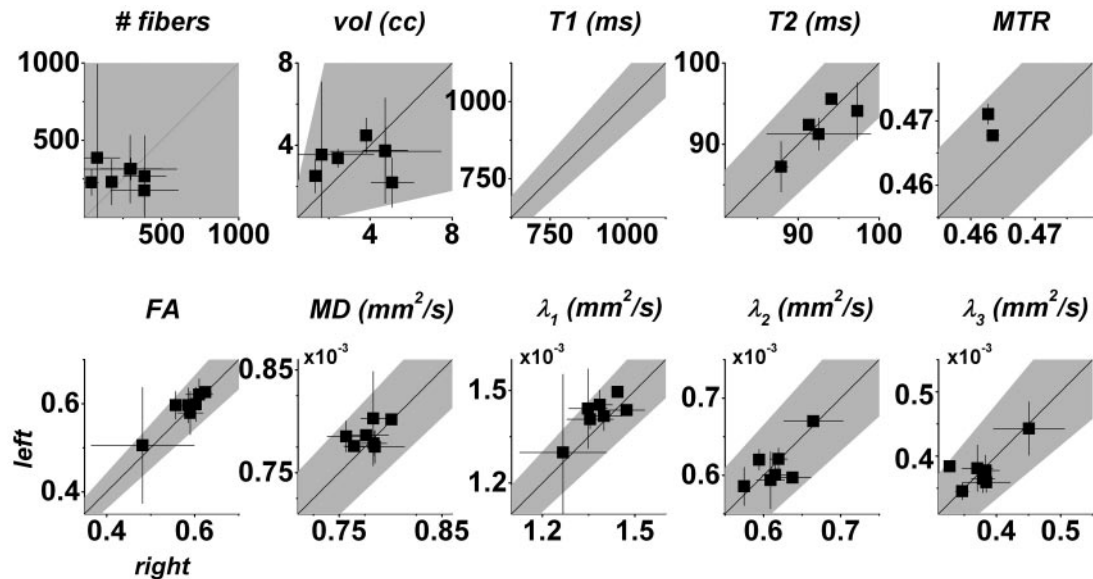 # fibers vol (cc) T1 (ms) T2 (ms) MTR
1000 8 1000 100 0.47
500 4 750 90 0.46
500 1000 4 8 750 1000 90 100 0.46 0.47
FA MD (mm²/s) λ₁ (mm²/s) λ₂ (mm²/s) λ₃ (mm²/s)
x10⁻³ x10⁻³ x10⁻³ x10⁻³
0.6 0.85 1.5 0.7 0.5
0.4 0.75 1.2 0.6 0.4
left
0.4 0.6 0.75 0.85 1.2 1.5 0.6 0.7 0.4 0.5
right